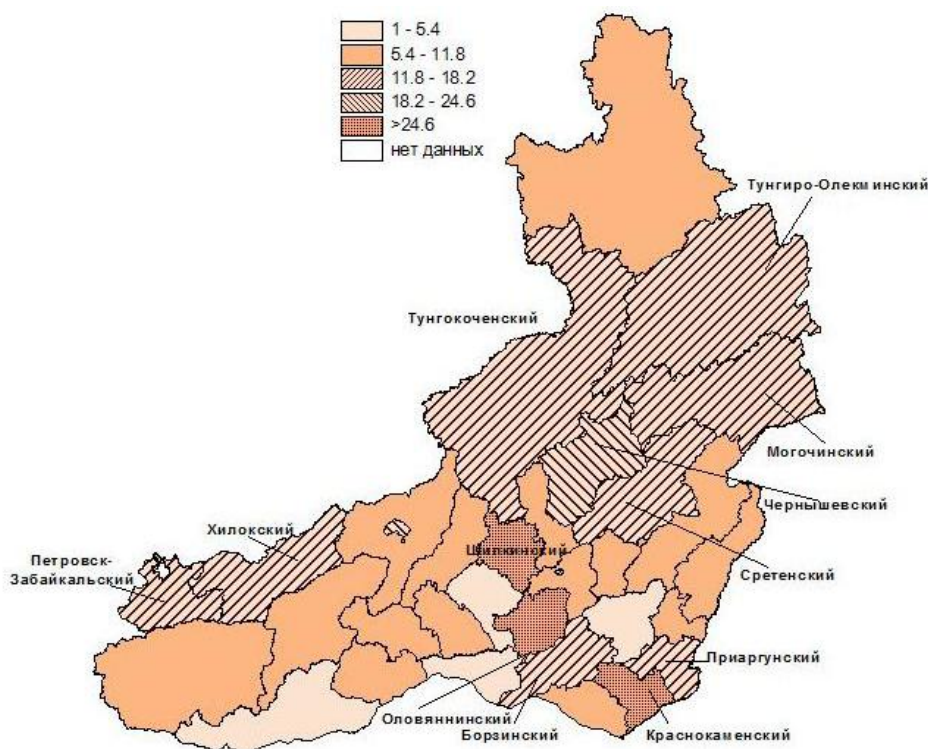 1 - 5.4
5.4 - 11.8
11.8 - 18.2
18.2 - 24.6
>24.6
нет данных
Тунгиро-Олекминский
Тунгокоченский
Могочинский
Чернышевский
Хилокский
Шилкинский
Петровск-
Забайкальский
Сретенский
Приаргунский
Оловяннинский
Борзинский
Краснокаменский